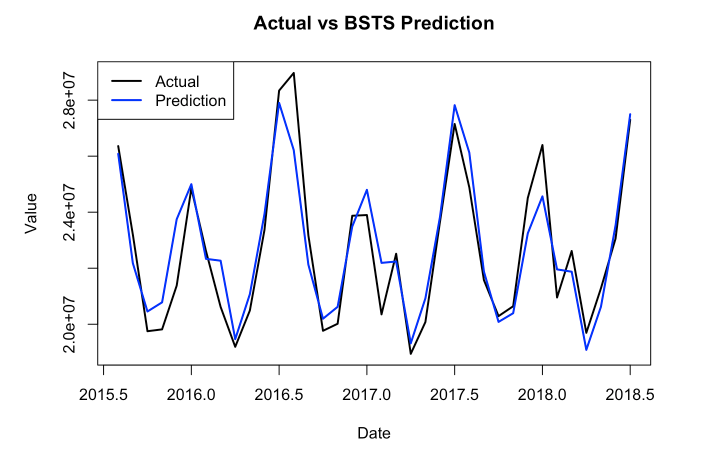 Actual vs BSTS Prediction
Actual
Prediction
2.8e+07
2.4e+07
2.0e+07
Value
2015.5 2016.0 2016.5 2017.0 2017.5 2018.0 2018.5
Date